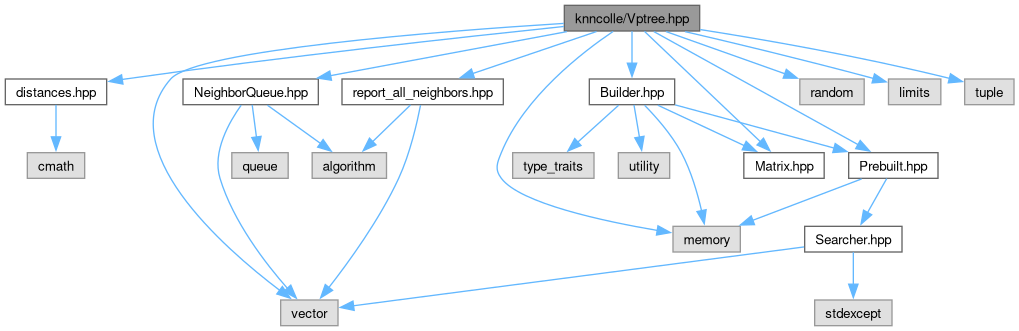 knncolle/Vptree.hpp
distances.hpp
NeighborQueue.hpp
report_all_neighbors.hpp
Builder.hpp
random
limits
tuple
cmath
queue
algorithm
type_traits
utility
Matrix.hpp
Prebuilt.hpp
memory
Searcher.hpp
vector
stdexcept